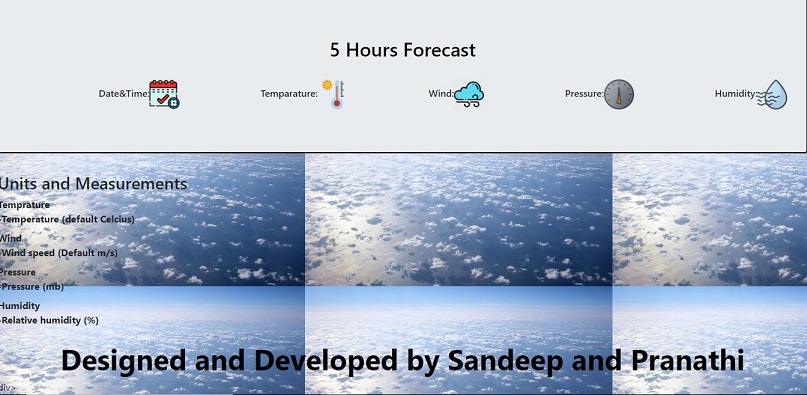 5 Hours Forecast
Date&Time: Temparature: Wind: Pressure: Humidity:
Units and Measurements
Temprature
-Temperature (default Celcius)
Wind
-Wind speed (Default m/s)
Pressure
-Pressure (mb)
Humidity
-Relative humidity (%)
Designed and Developed by Sandeep and Pranathi
div>